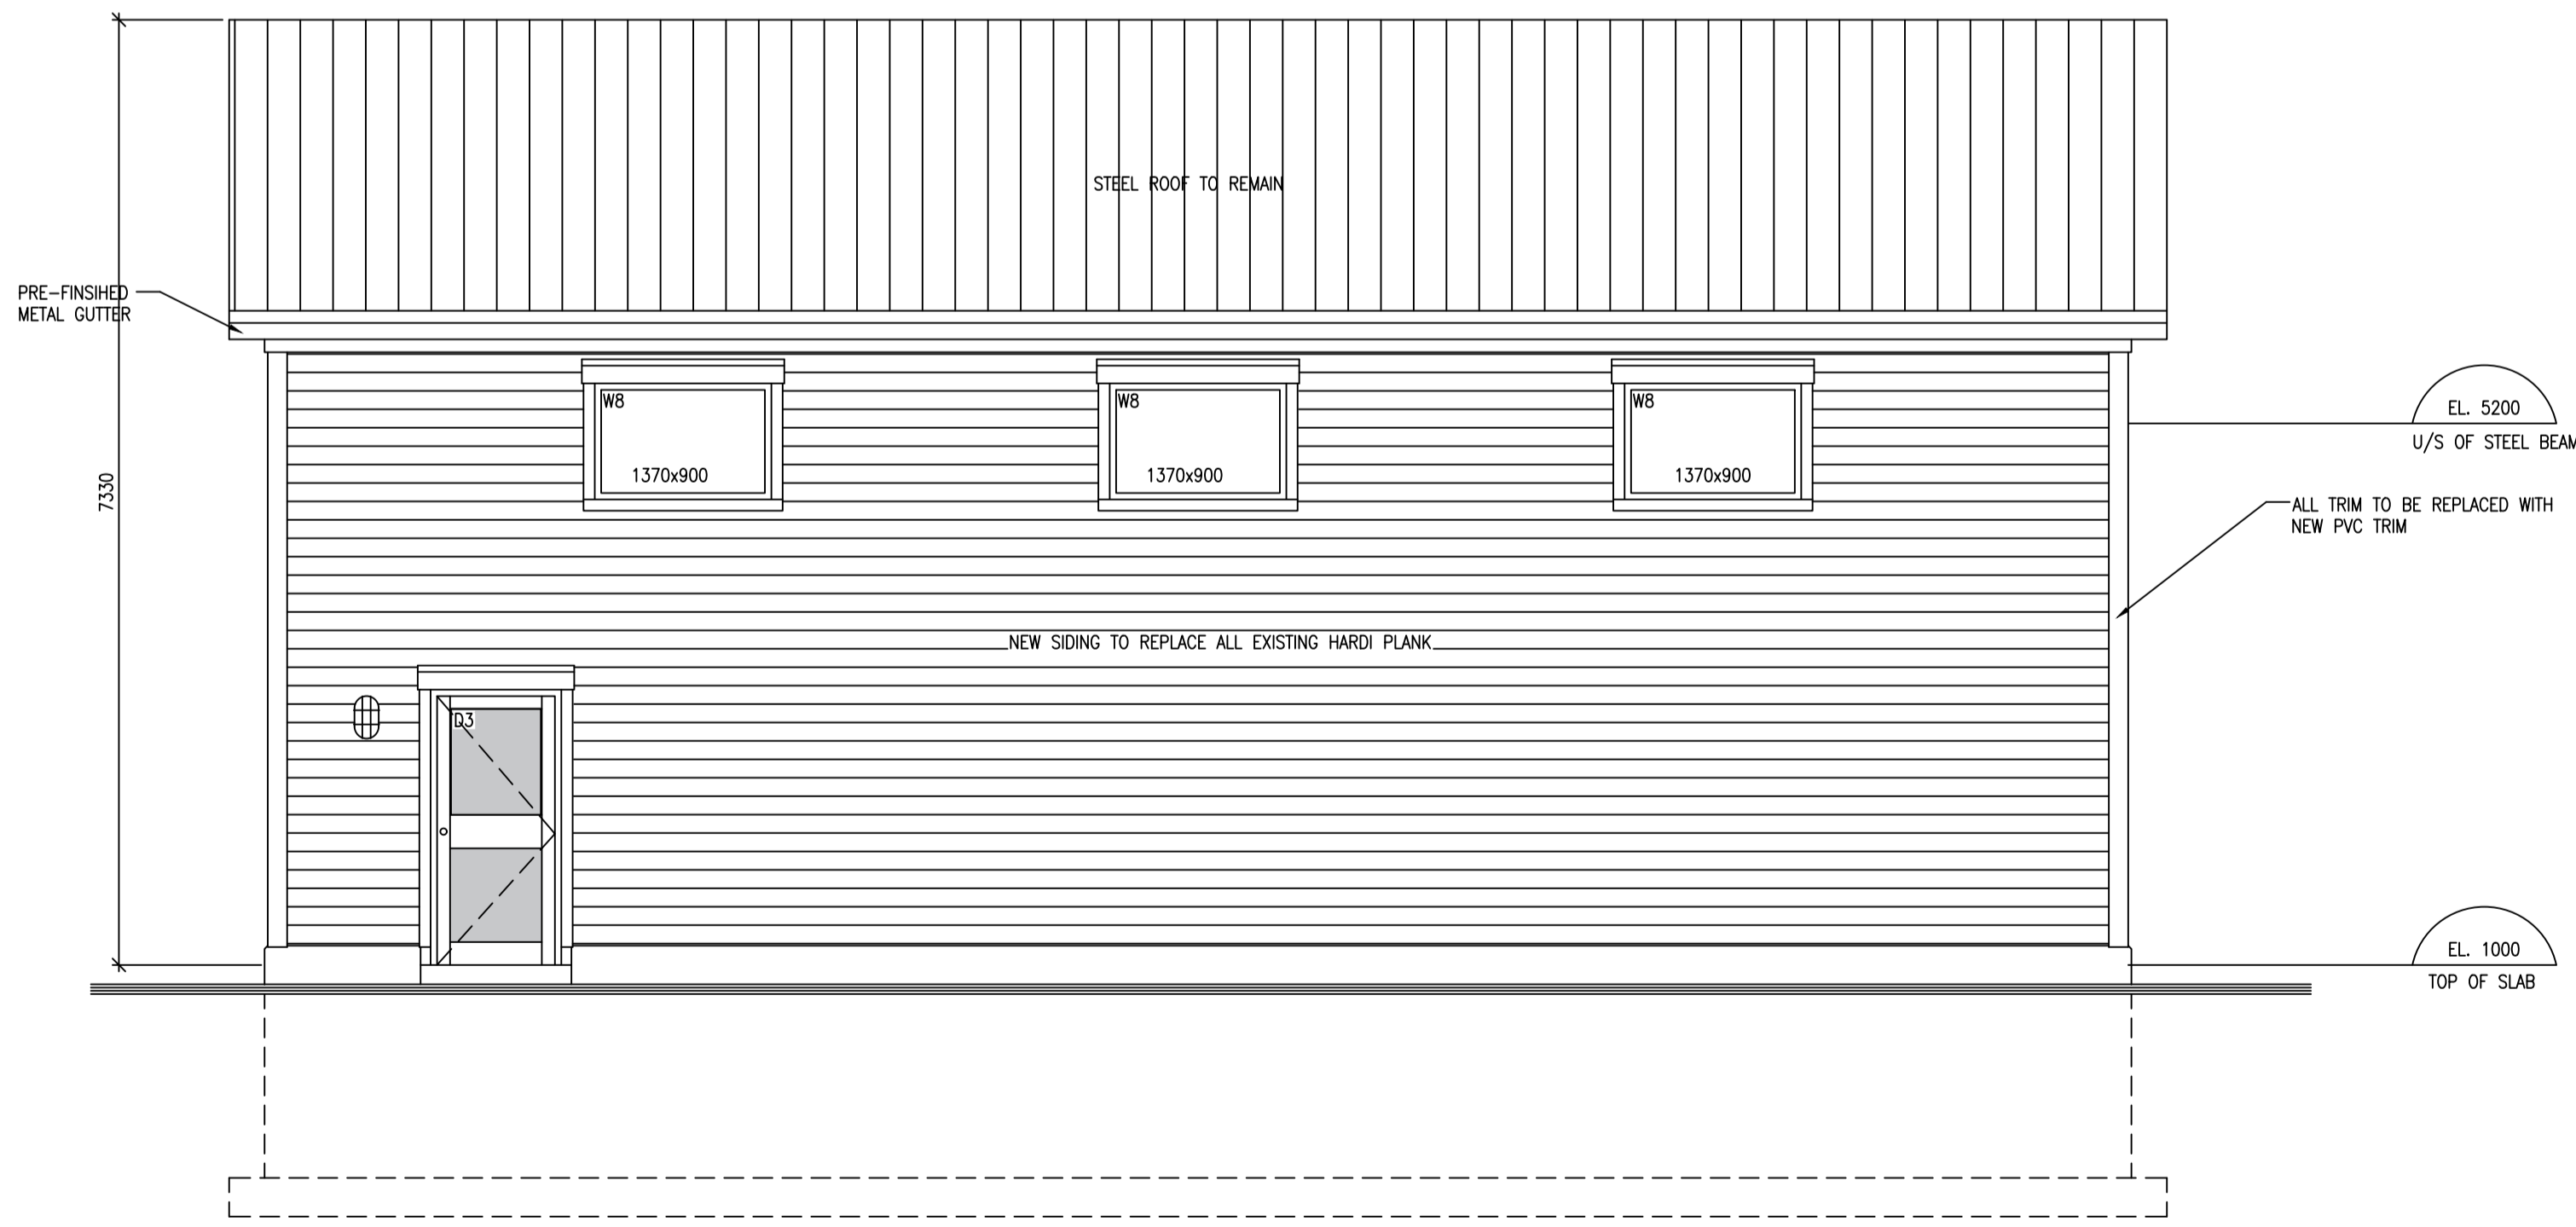 STEEL ROOF TO REMAIN
PRE-FINSIHED
METAL GUTTER
W8
W8
W8
EL. 5200
U/S OF STEEL BEAM
1370x900
1370x900
1370x900
7330
ALL TRIM TO BE REPLACED WITH
NEW PVC TRIM
NEW SIDING TO REPLACE ALL EXISTING HARDI PLANK
D3
EL. 1000
TOP OF SLAB